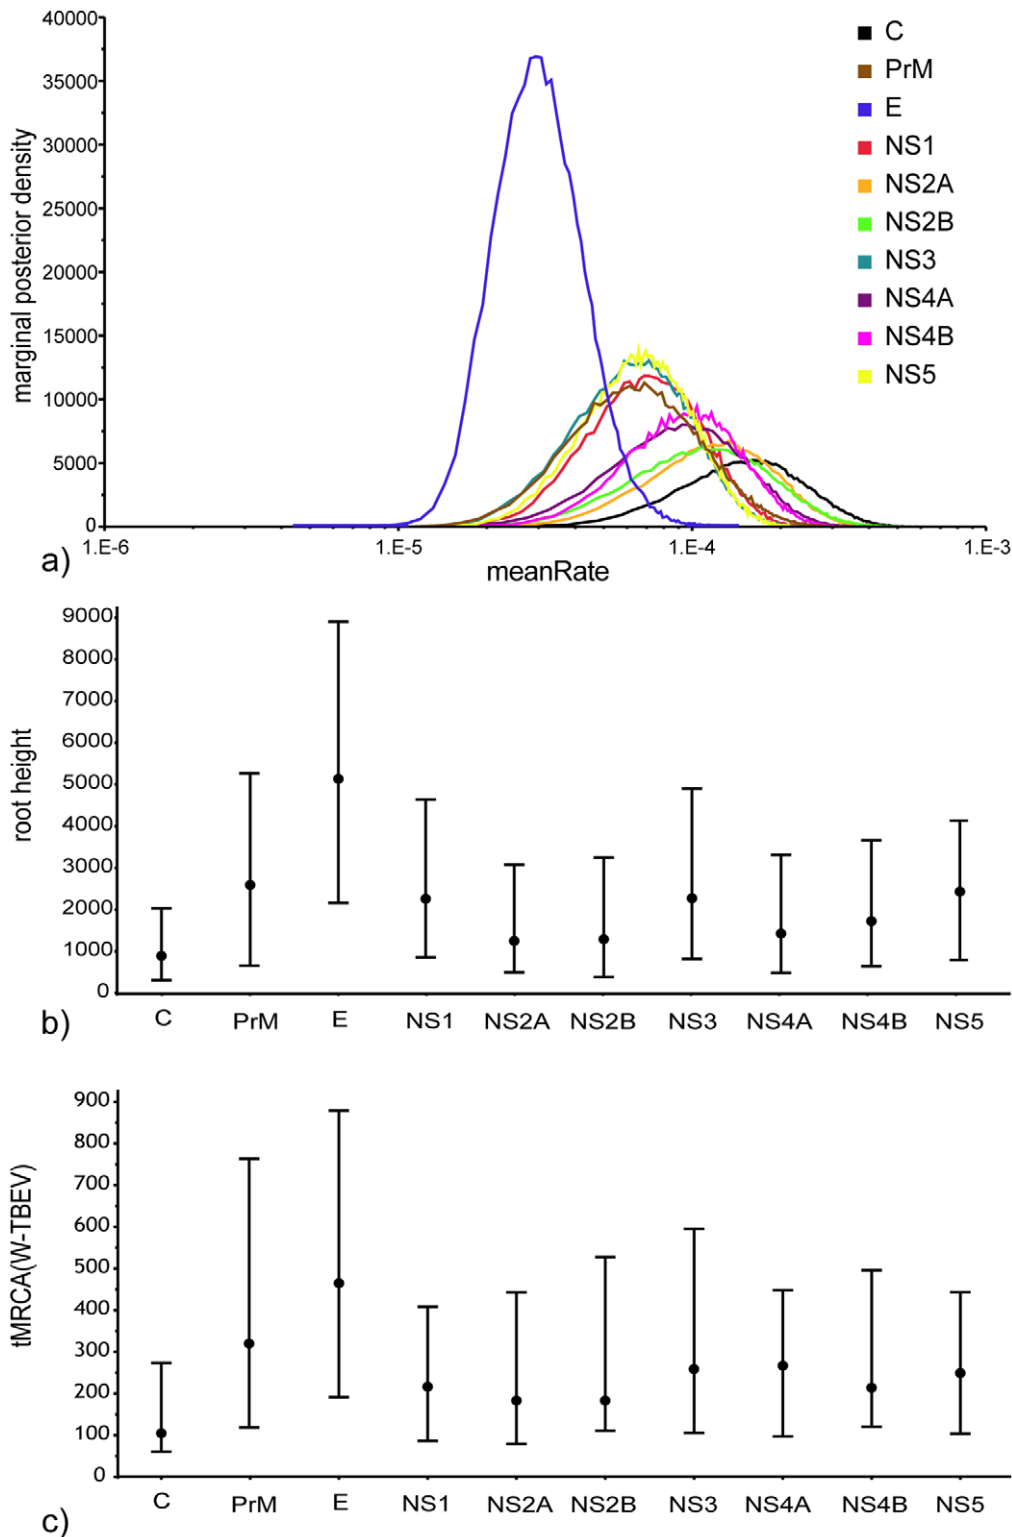 40000
35000
30000
25000
20000
15000
10000
5000
0
marginal posterior density
C
PrM
E
NS1
NS2A
NS2B
NS3
NS4A
NS4B
NS5
1.E-6 1.E-5 1.E-4 1.E-3
meanRate
a)
9000
8000
7000
6000
5000
4000
3000
2000
1000
0
root height
C PrM E NS1 NS2A NS2B NS3 NS4A NS4B NS5
b)
900
800
700
600
500
400
300
200
100
0
tMRCA(W-TBEV)
C PrM E NS1 NS2A NS2B NS3 NS4A NS4B NS5
c)